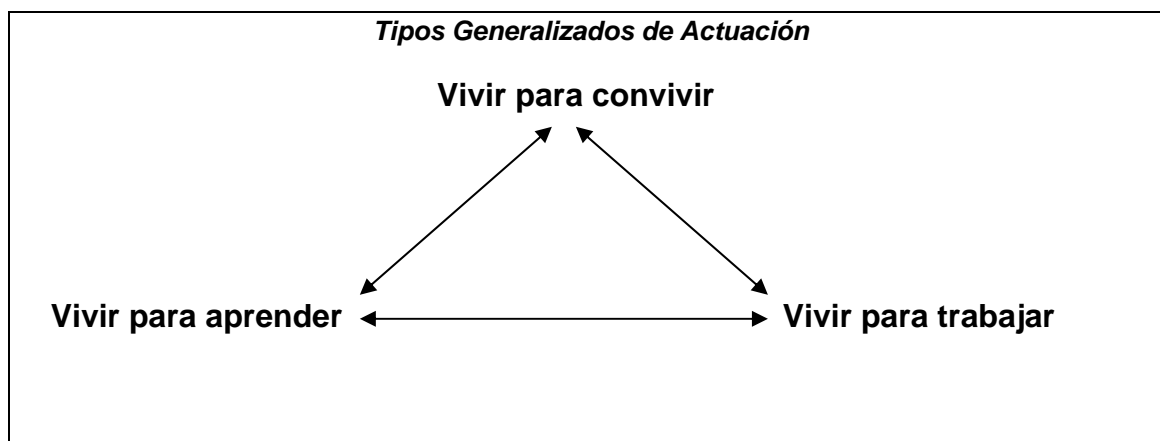 Tipos Generalizados de Actuación
Vivir para convivir
Vivir para aprender
Vivir para trabajar